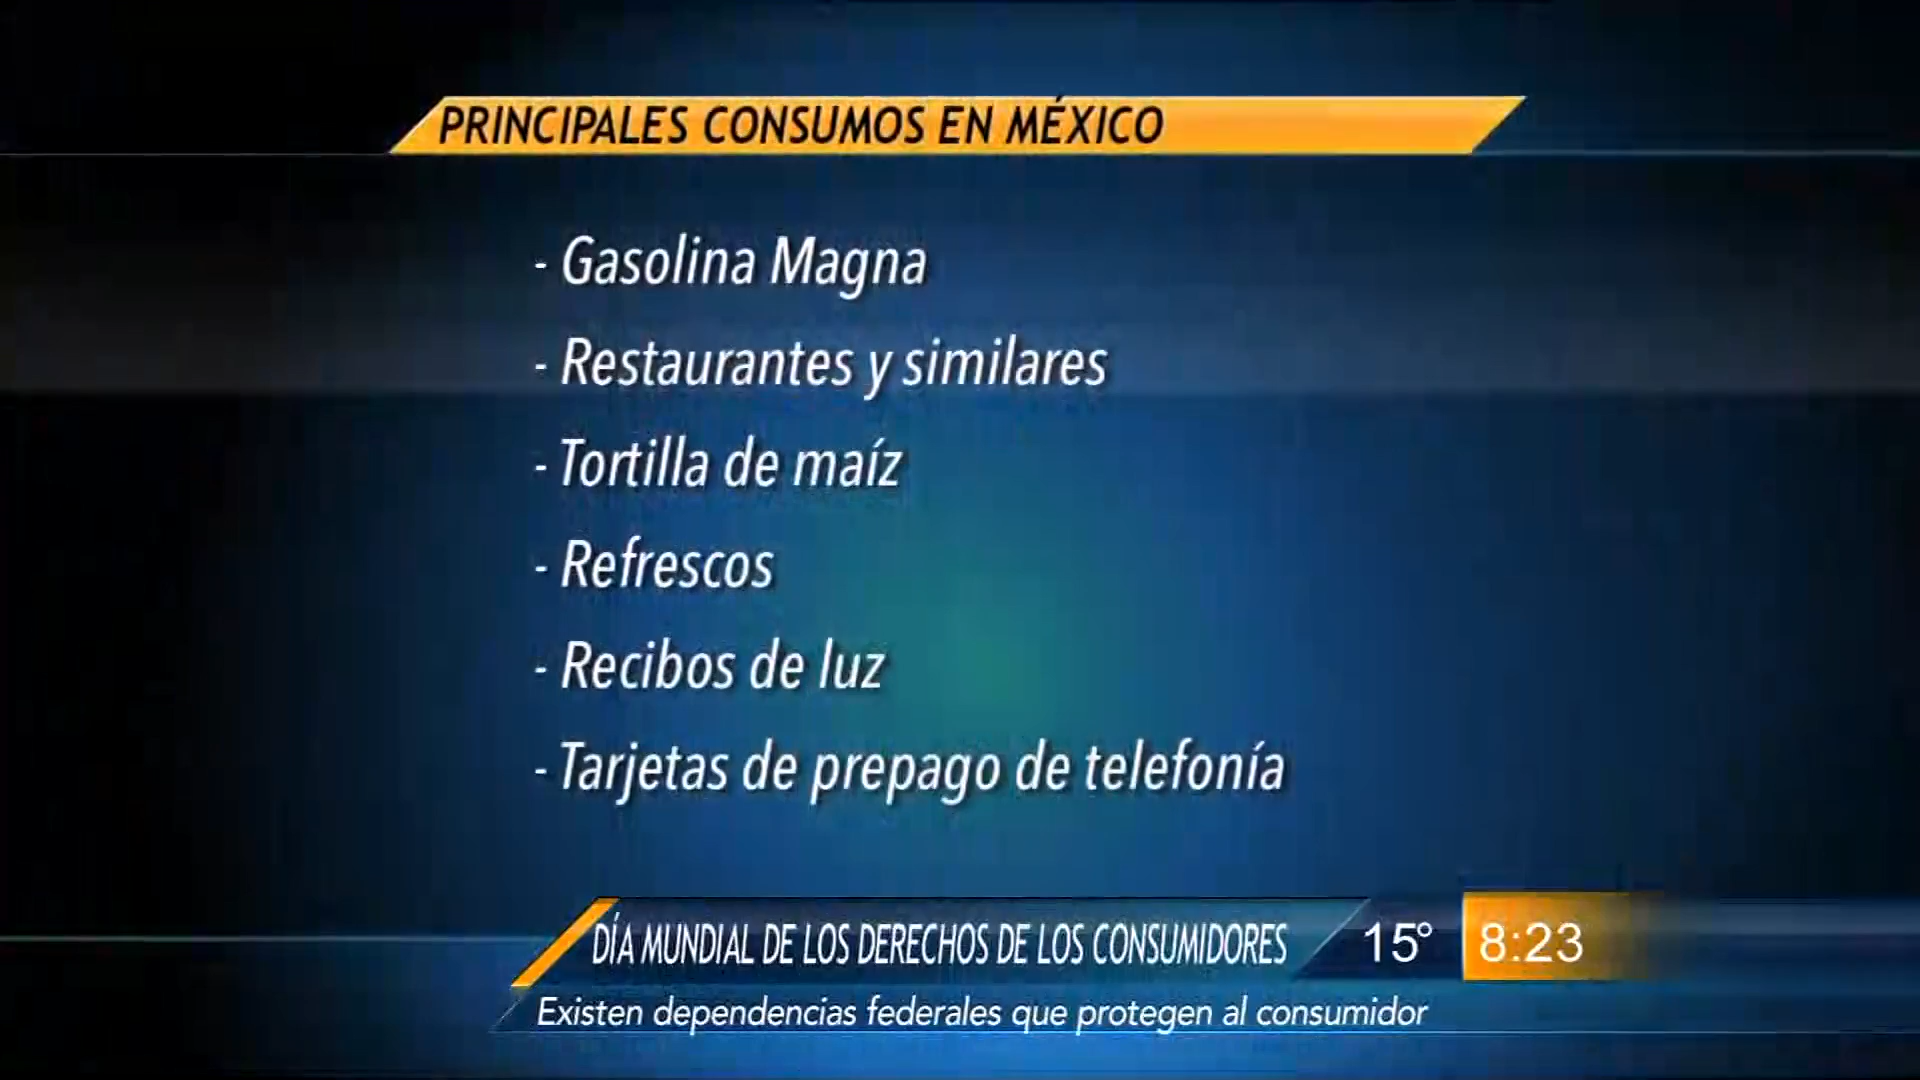 PRINCIPALES CONSUMOS EN MÉXICO
- Gasolina Magna
- Restaurantes y similares
- Tortilla de maíz
- Refrescos
- Recibos de luz
- Tarjetas de prepago de telefonía
DÍA MUNDIAL DE LOS DERECHOS DE LOS CONSUMIDORES 15° 8:23
Existen dependencias federales que protegen al consumidor